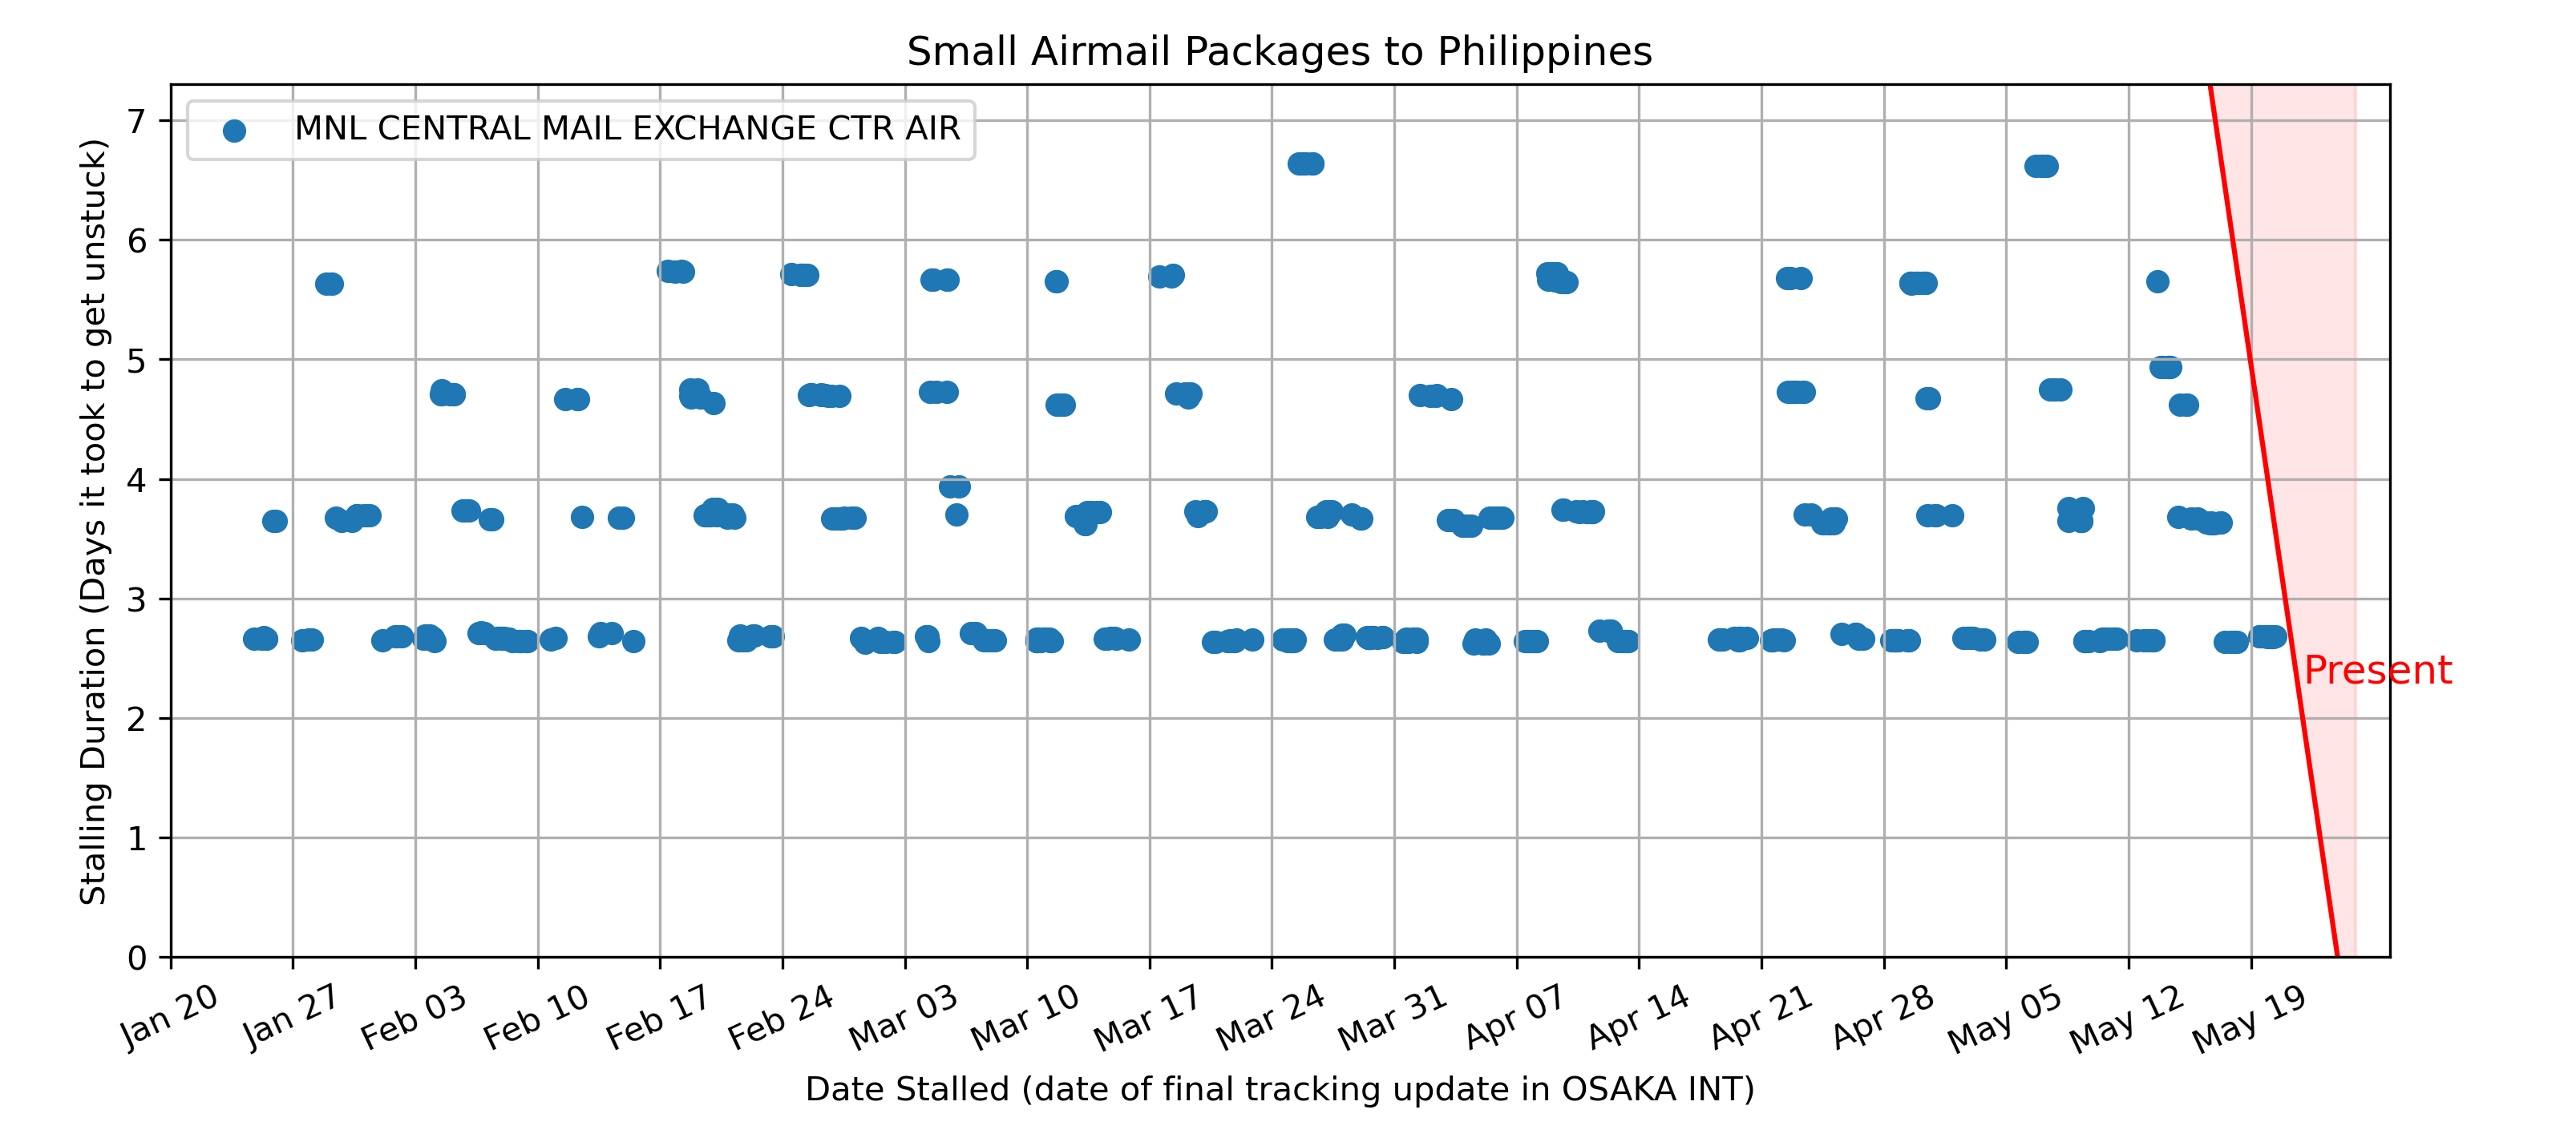 Small Airmail Packages to Philippines
MNL CENTRAL MAIL EXCHANGE CTR AIR
Stalling Duration (Days it took to get unstuck)
7
6
5
4
3
2
1
0
Present
Jan 20
Jan 27
Feb 03
Feb 10
Feb 17
Feb 24
Mar 03
Mar 10
Mar 17
Mar 24
Mar 31
Apr 07
Apr 14
Apr 21
Apr 28
May 05
May 12
May 19
Date Stalled (date of final tracking update in OSAKA INT)